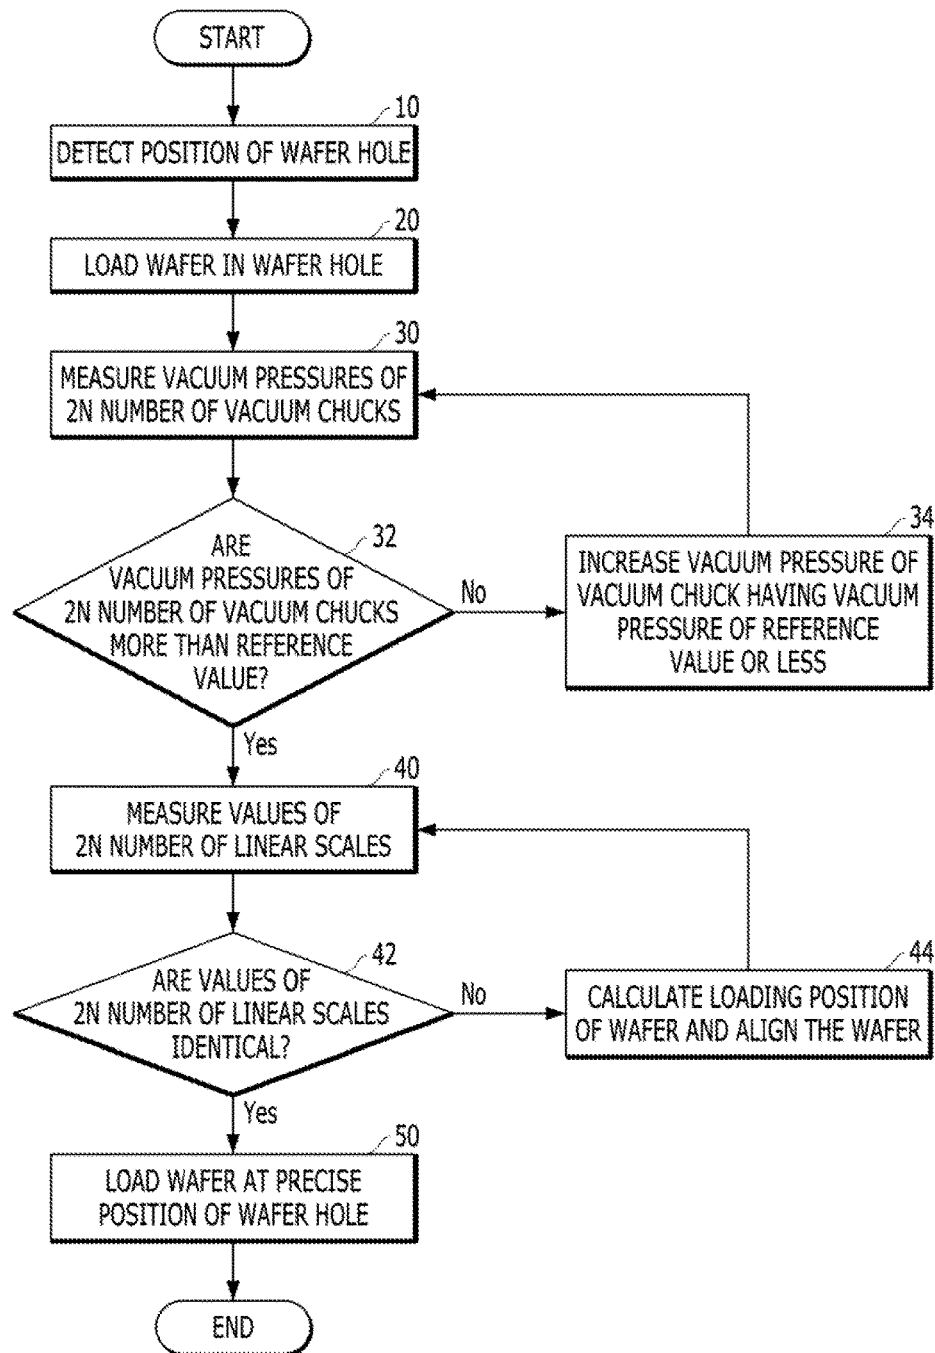 START
10
DETECT POSITION OF WAFER HOLE
20
LOAD WAFER IN WAFER HOLE
30
MEASURE VACUUM PRESSURES OF
2N NUMBER OF VACUUM CHUCKS
32
ARE
VACUUM PRESSURES OF
2N NUMBER OF VACUUM CHUCKS
MORE THAN REFERENCE
VALUE?
No
34
INCREASE VACUUM PRESSURE OF
VACUUM CHUCK HAVING VACUUM
PRESSURE OF REFERENCE
VALUE OR LESS
Yes
40
MEASURE VALUES OF
2N NUMBER OF LINEAR SCALES
42
ARE VALUES OF
2N NUMBER OF LINEAR SCALES
IDENTICAL?
No
44
CALCULATE LOADING POSITION
OF WAFER AND ALIGN THE WAFER
Yes
50
LOAD WAFER AT PRECISE
POSITION OF WAFER HOLE
END